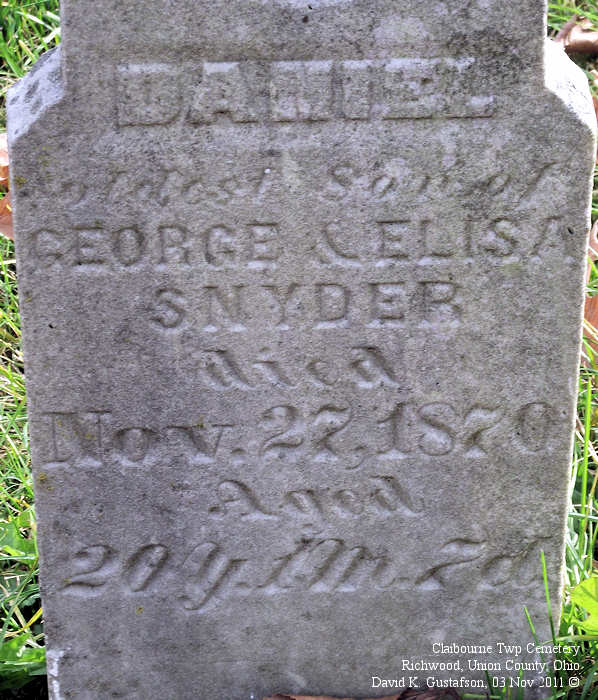 DANIEL
oldest Son of
GEORGE & ELISA
SNYDER
died
Nov. 27, 1870
Aged
20 y. 1 M. 7 d
Claibourne Twp Cemetery
Richwood, Union County, Ohio
David K. Gustafson, 03 Nov 2011 ©